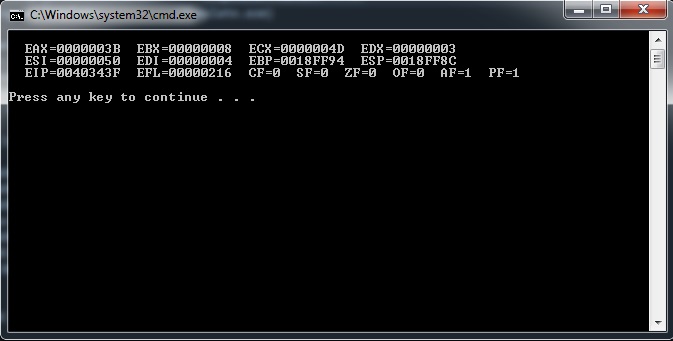 C:\Windows\system32\cmd.exe
EAX=0000003B EBX=00000008 ECX=0000004D EDX=00000003
ESI=00000050 EDI=00000004 EBP=0018FF94 ESP=0018FF8C
EIP=0040343F EFL=00000216 CF=0 SF=0 ZF=0 OF=0 AF=1 PF=1
Press any key to continue . . .